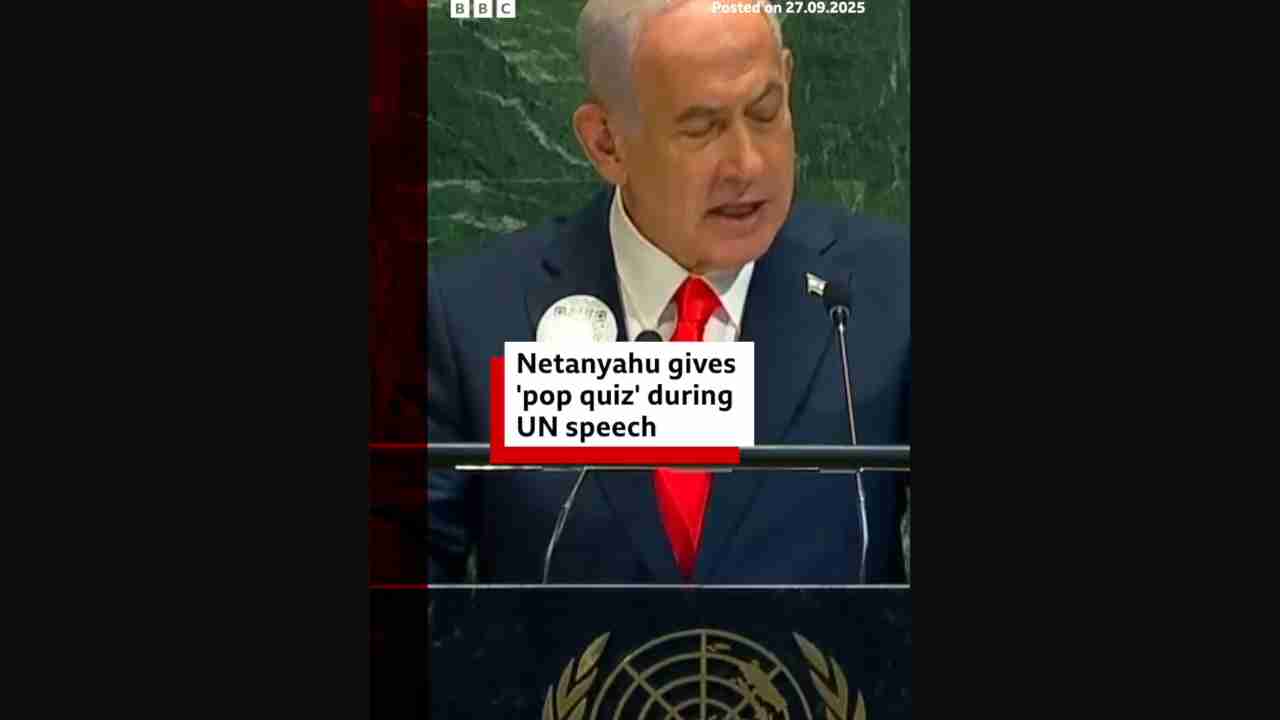 BBC
Posted on 27.09.2025
Netanyahu gives
'pop quiz' during
UN speech